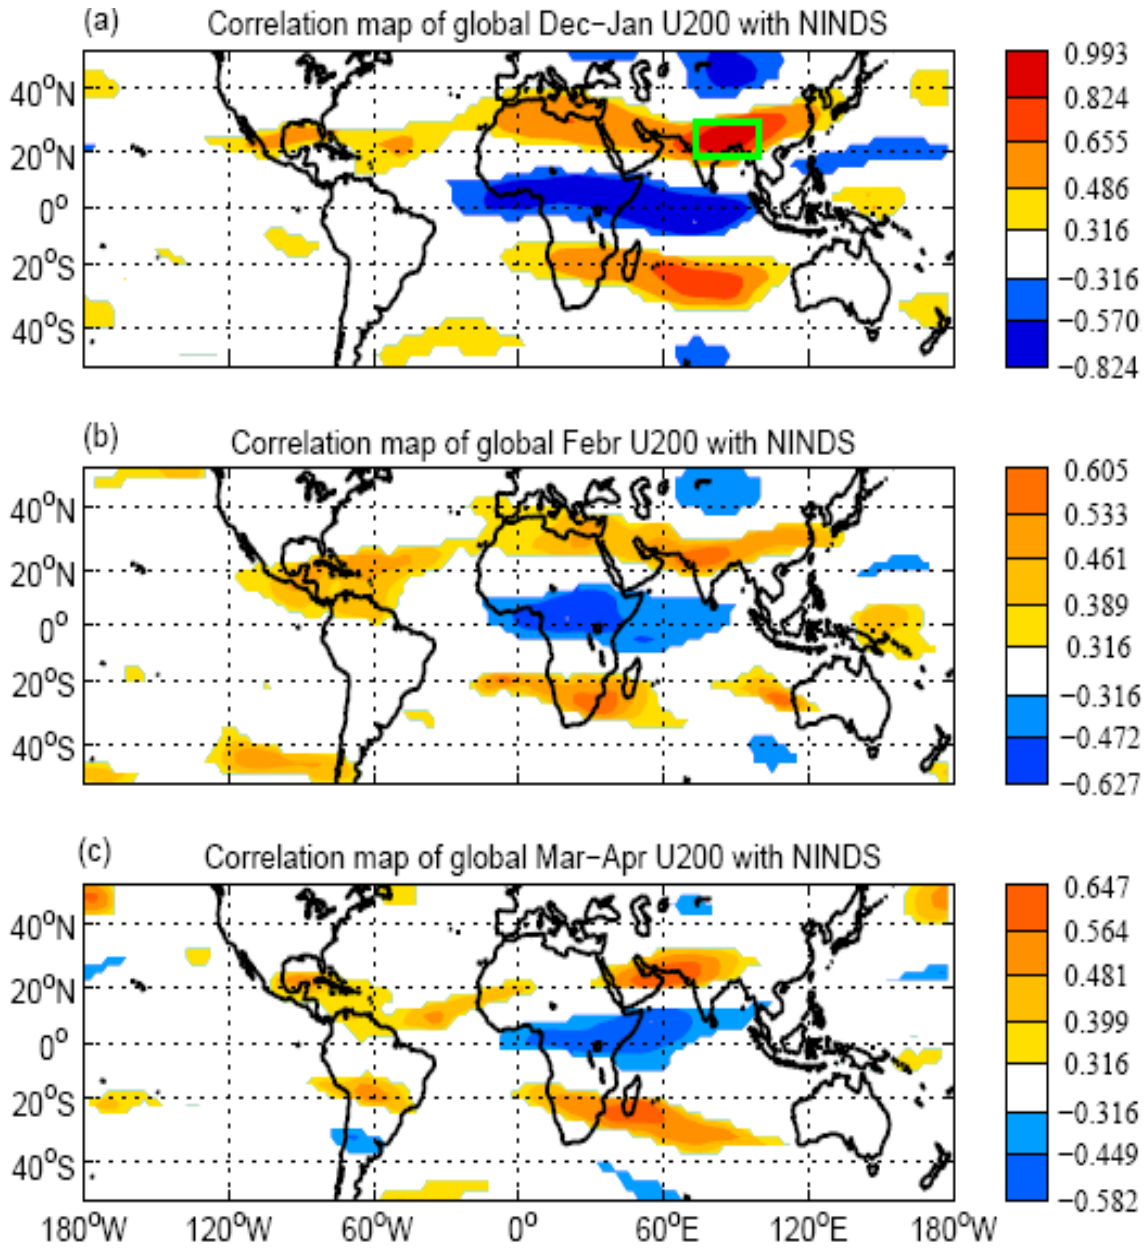 (a) Correlation map of global Dec-Jan U200 with NINDS
40°N
20°N
0°
20°S
40°S
0.993
0.824
0.655
0.486
0.316
-0.316
-0.570
-0.824
(b) Correlation map of global Febr U200 with NINDS
40°N
20°N
0°
20°S
40°S
0.605
0.533
0.461
0.389
0.316
-0.316
-0.472
-0.627
(c) Correlation map of global Mar-Apr U200 with NINDS
40°N
20°N
0°
20°S
40°S
0.647
0.564
0.481
0.399
0.316
-0.316
-0.449
-0.582
180°W 120°W 60°W 0° 60°E 120°E 180°W